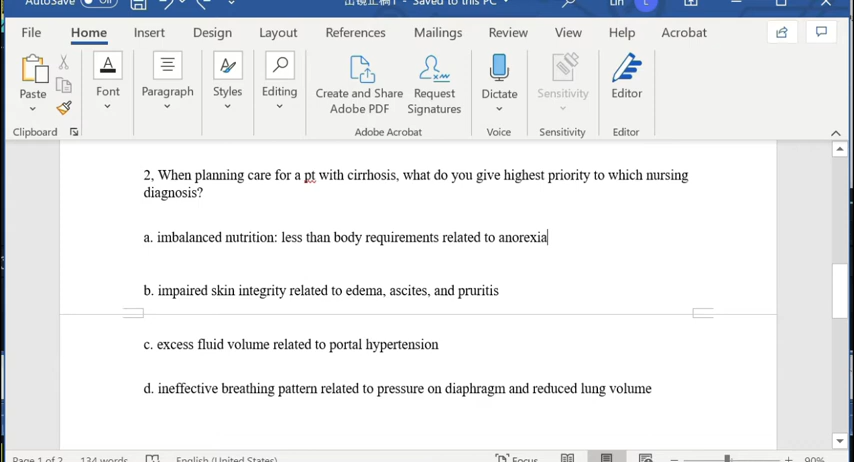 AutoSave Off Saved to this PC Lin L
File Home Insert Design Layout References Mailings Review View Help Acrobat
Paste Font Paragraph Styles Editing Create and Share Request Dictate Sensitivity Editor
Adobe PDF Signatures
Clipboard Adobe Acrobat Voice Sensitivity Editor
2, When planning care for a pt with cirrhosis, what do you give highest priority to which nursing
diagnosis?
a. imbalanced nutrition: less than body requirements related to anorexia
b. impaired skin integrity related to edema, ascites, and pruritis
c. excess fluid volume related to portal hypertension
d. ineffective breathing pattern related to pressure on diaphragm and reduced lung volume
Page 1 of 2 134 words English (United States) Focus 90%